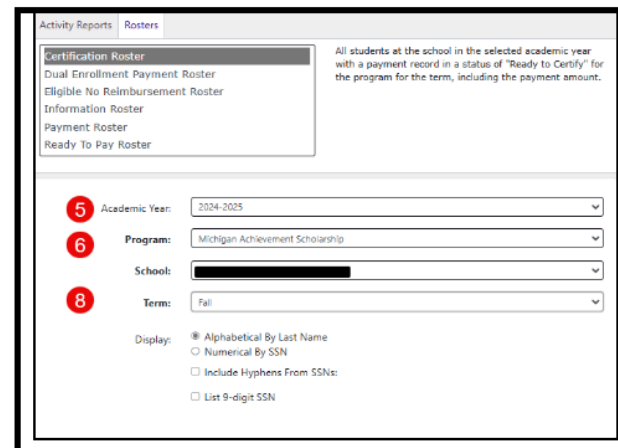 Activity Reports Rosters
Certification Roster
Dual Enrollment Payment Roster
Eligible No Reimbursement Roster
Information Roster
Payment Roster
Ready To Pay Roster
All students at the school in the selected academic year
with a payment record in a status of "Ready to Certify" for
the program for the term, including the payment amount.
5 Academic Year: 2024-2025
6 Program: Michigan Achievement Scholarship
School:
8 Term: Fall
Display: Alphabetical By Last Name
Numerical By SSN
Include Hyphens From SSNs:
List 9-digit SSN